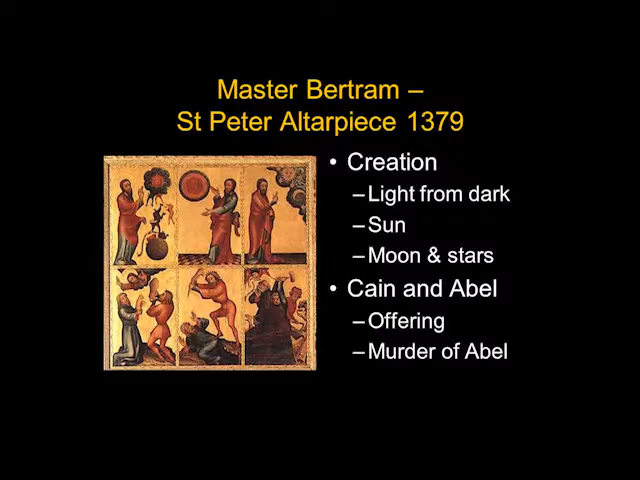 Master Bertram –
St Peter Altarpiece 1379
• Creation
–Light from dark
–Sun
–Moon & stars
• Cain and Abel
–Offering
–Murder of Abel